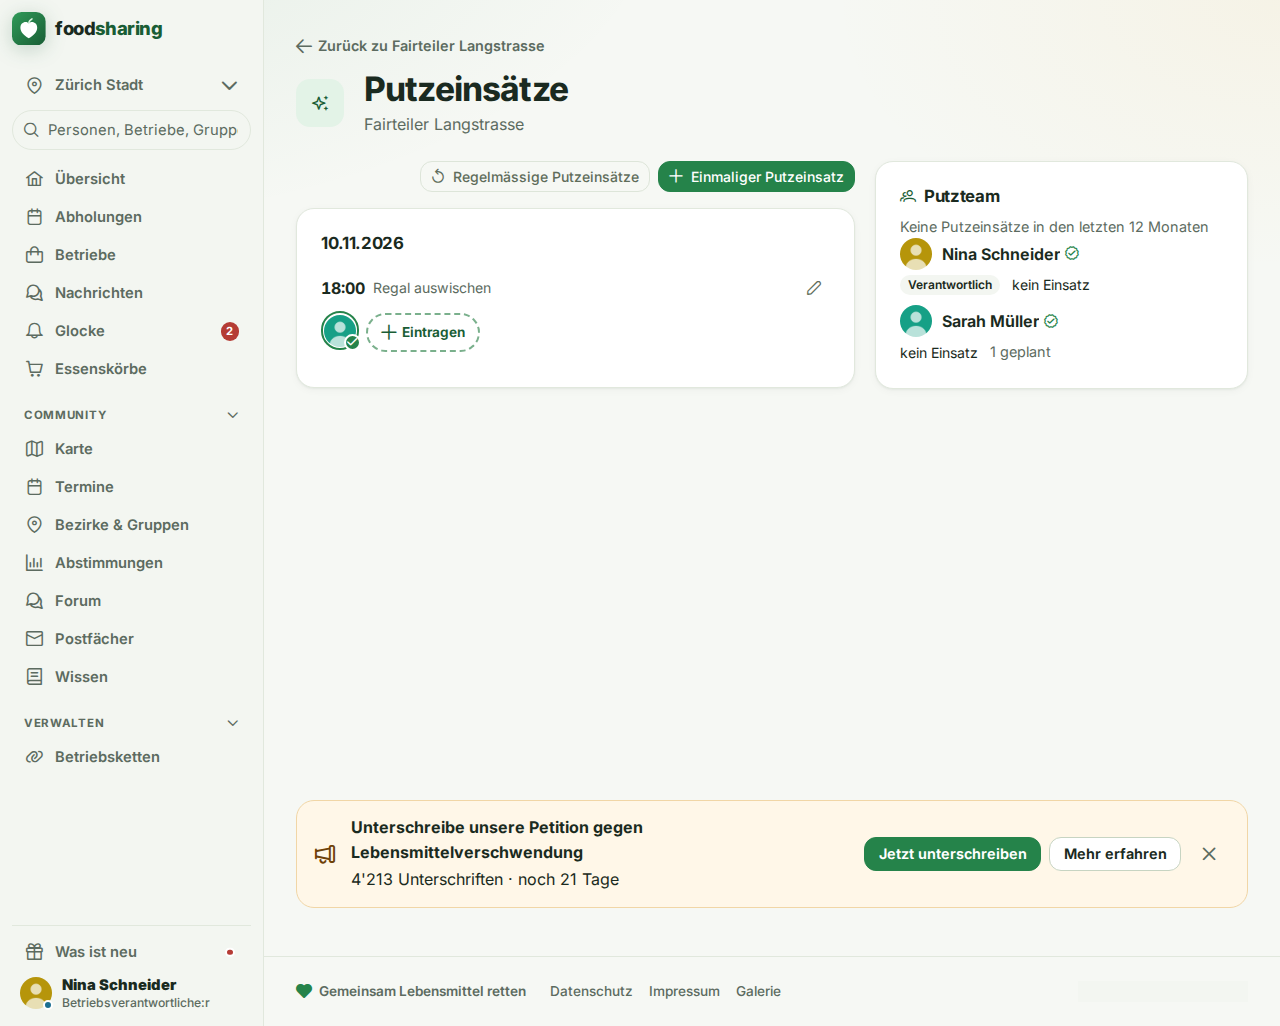 foodsharing
Zürich Stadt
Personen, Betriebe, Grupp
Übersicht
Abholungen
Betriebe
Nachrichten
Glocke 2
Essenskörbe
COMMUNITY
Karte
Termine
Bezirke & Gruppen
Abstimmungen
Forum
Postfächer
Wissen
VERWALTEN
Betriebsketten
Was ist neu
Nina Schneider
Betriebsverantwortliche:r
Zurück zu Fairteiler Langstrasse
Putzeinsätze
Fairteiler Langstrasse
Regelmässige Putzeinsätze
Einmaliger Putzeinsatz
10.11.2026
18:00 Regal auswischen
Eintragen
Putzteam
Keine Putzeinsätze in den letzten 12 Monaten
Nina Schneider
Verantwortlich kein Einsatz
Sarah Müller
kein Einsatz 1 geplant
Unterschreibe unsere Petition gegen
Lebensmittelverschwendung
4'213 Unterschriften · noch 21 Tage
Jetzt unterschreiben
Mehr erfahren
Gemeinsam Lebensmittel retten Datenschutz Impressum Galerie